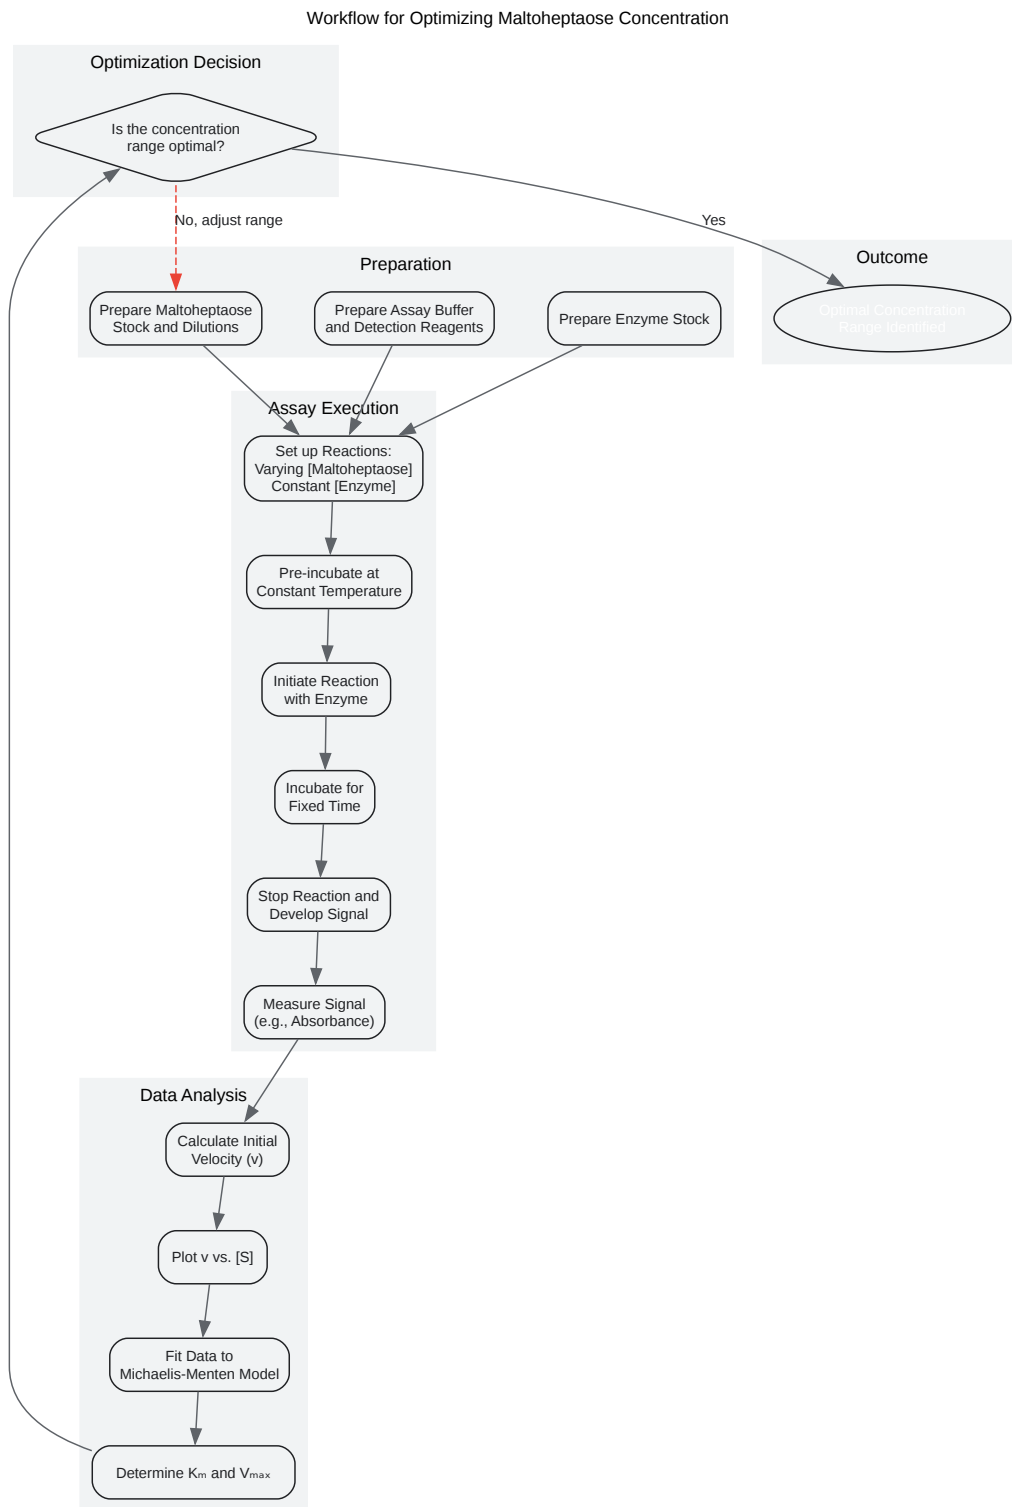 Workflow for Optimizing Maltoheptaose Concentration
Optimization Decision
Is the concentration
range optimal?
No, adjust range
Yes
Preparation
Prepare Maltoheptaose
Stock and Dilutions
Prepare Assay Buffer
and Detection Reagents
Prepare Enzyme Stock
Outcome
Optimal Concentration
Range Identified
Assay Execution
Set up Reactions:
Varying [Maltoheptaose]
Constant [Enzyme]
Pre-incubate at
Constant Temperature
Initiate Reaction
with Enzyme
Incubate for
Fixed Time
Stop Reaction and
Develop Signal
Measure Signal
(e.g., Absorbance)
Data Analysis
Calculate Initial
Velocity (v)
Plot v vs. [S]
Fit Data to
Michaelis-Menten Model
Determine Kₘ and Vₘₐₓ